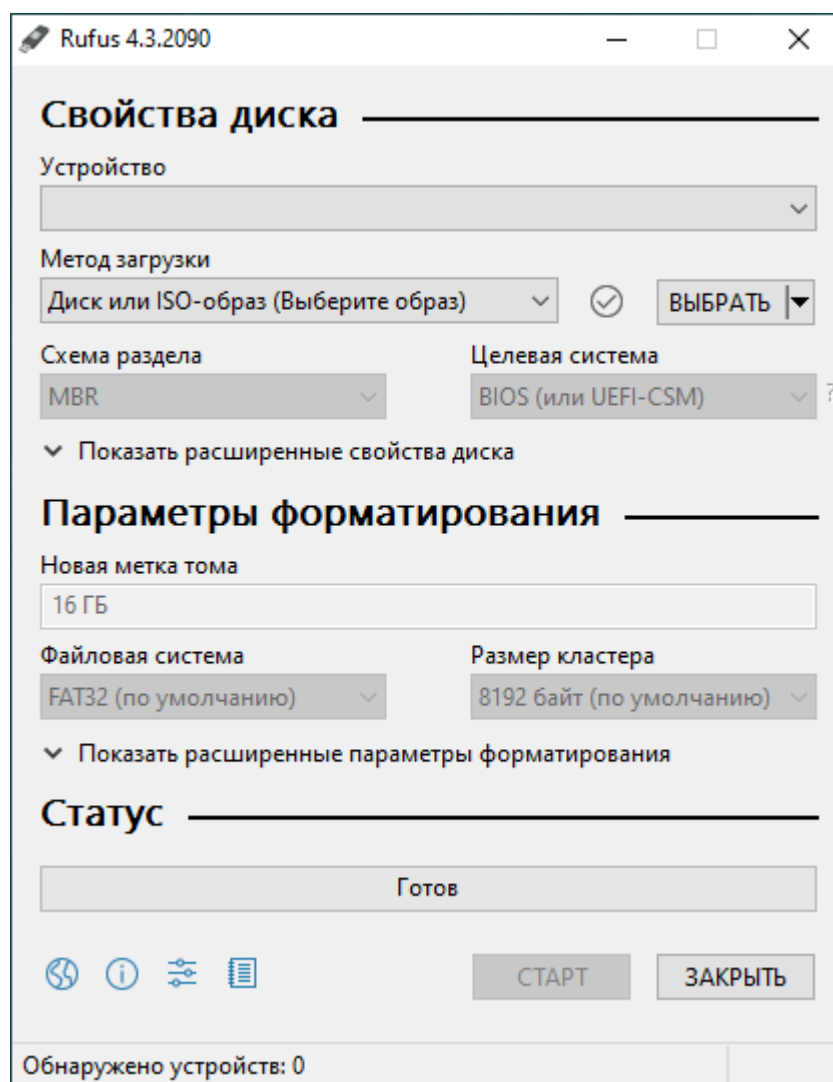 Rufus 4.3.2090
Свойства диска
Устройство
Метод загрузки
Диск или ISO-образ (Выберите образ)
ВЫБРАТЬ
Схема раздела
Целевая система
MBR
BIOS (или UEFI-CSM)
?
Показать расширенные свойства диска
Параметры форматирования
Новая метка тома
16 ГБ
Файловая система
Размер кластера
FAT32 (по умолчанию)
8192 байт (по умолчанию)
Показать расширенные параметры форматирования
Статус
Готов
СТАРТ
ЗАКРЫТЬ
Обнаружено устройств: 0